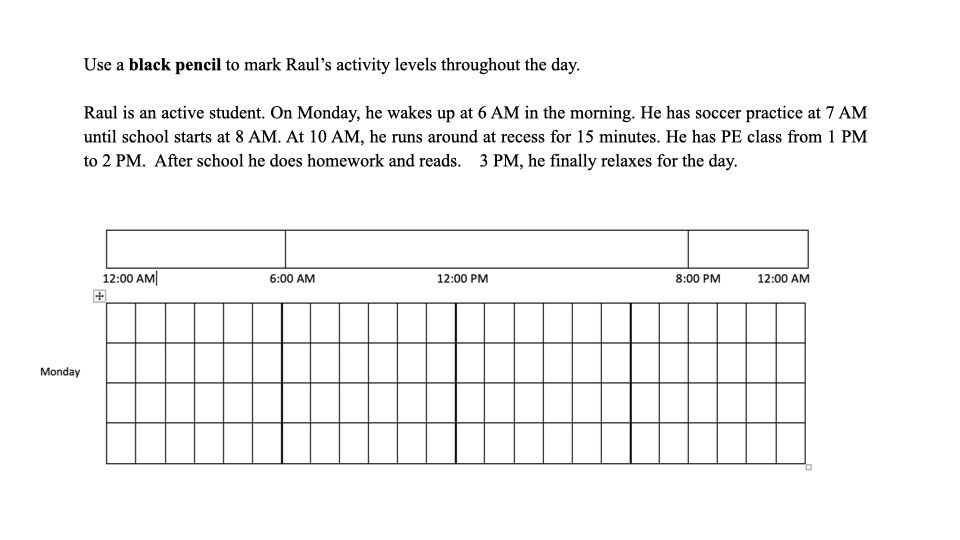 Use a black pencil to mark Raul’s activity levels throughout the day.
Raul is an active student. On Monday, he wakes up at 6 AM in the morning. He has soccer practice at 7 AM
until school starts at 8 AM. At 10 AM, he runs around at recess for 15 minutes. He has PE class from 1 PM
to 2 PM. After school he does homework and reads. 3 PM, he finally relaxes for the day.
12:00 AM 6:00 AM 12:00 PM 8:00 PM 12:00 AM
Monday